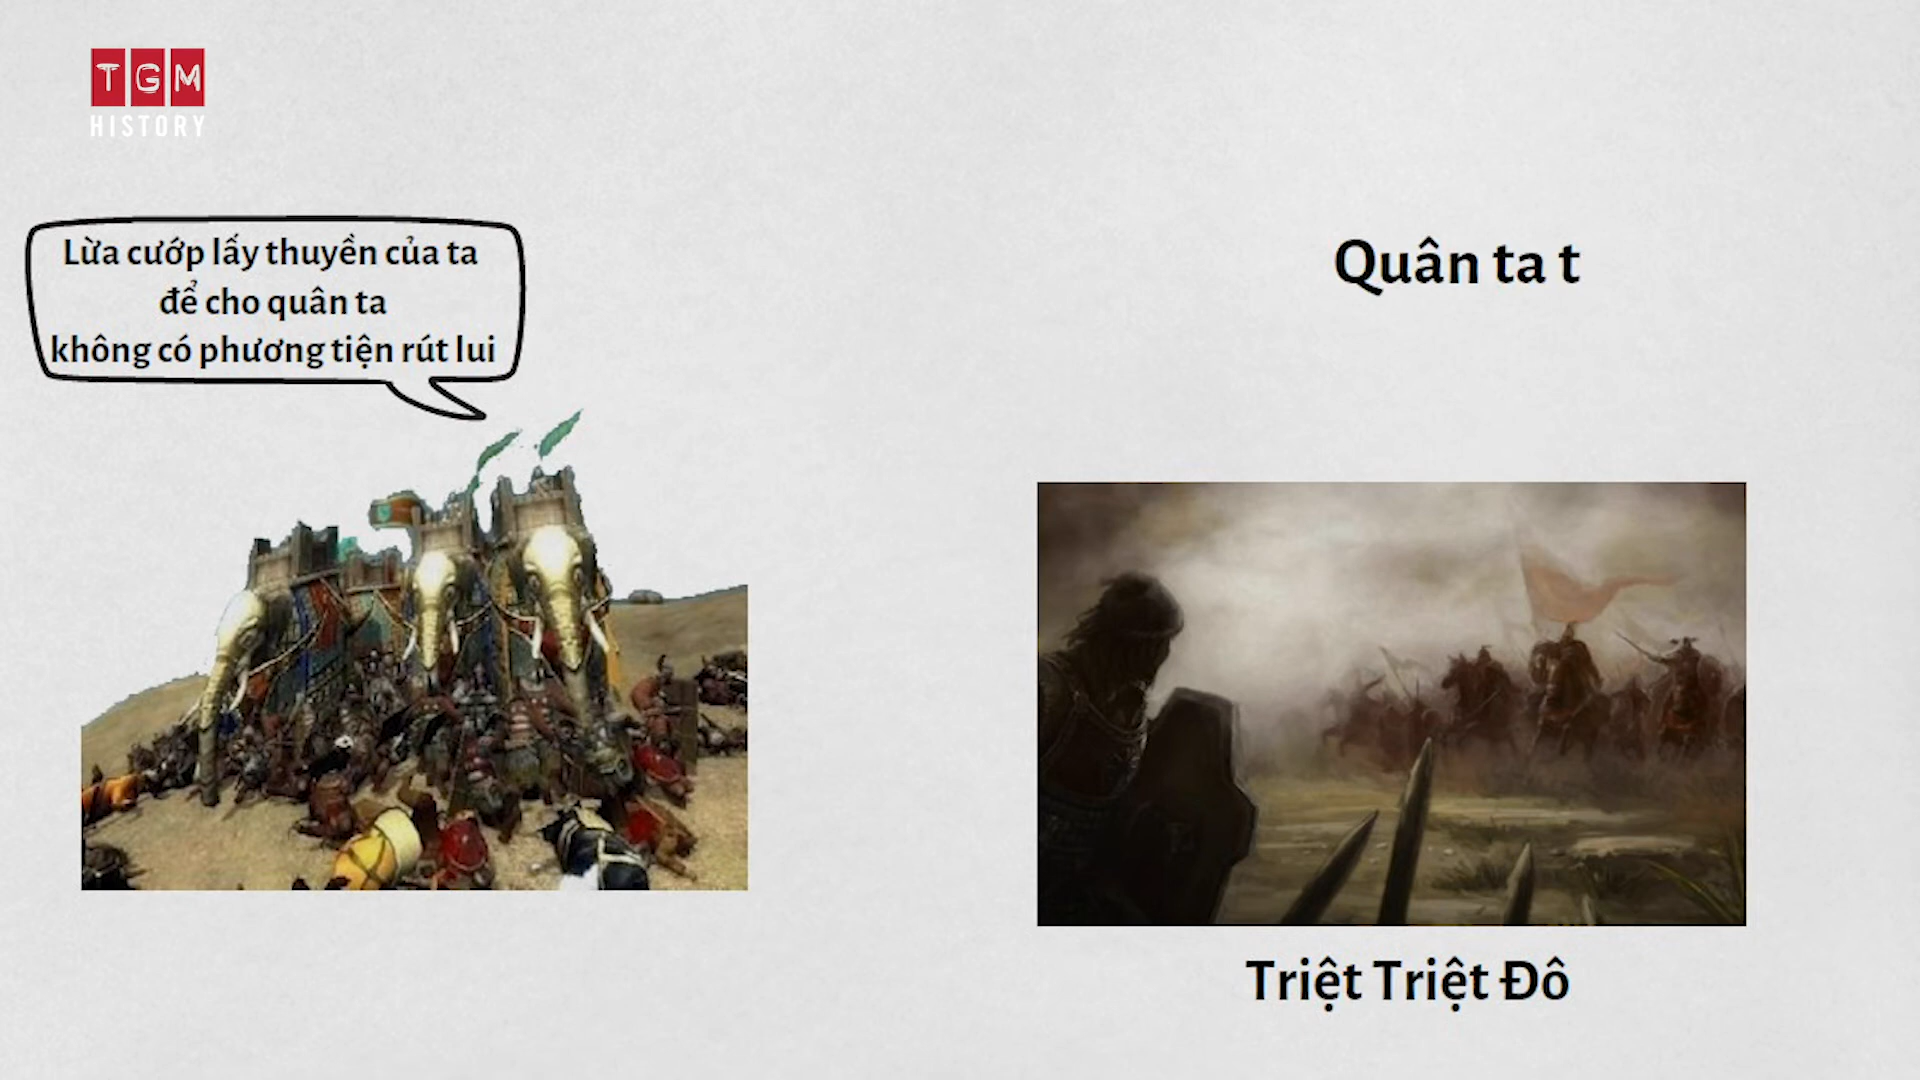 TGM
HISTORY
Lừa cướp lấy thuyền của ta
để cho quân ta
không có phương tiện rút lui
Quân ta t
Triệt Triệt Đô